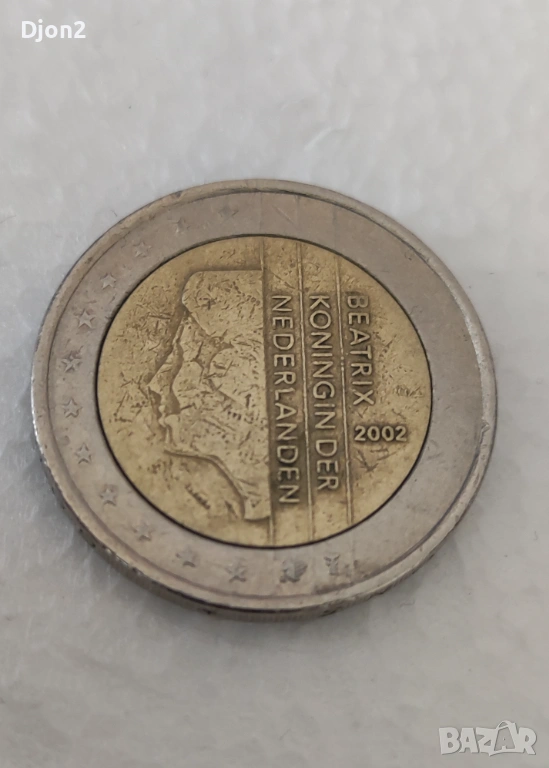 Djon2
BEATRIX
KONINGIN DER
NEDERLANDEN
2002
BAZAR